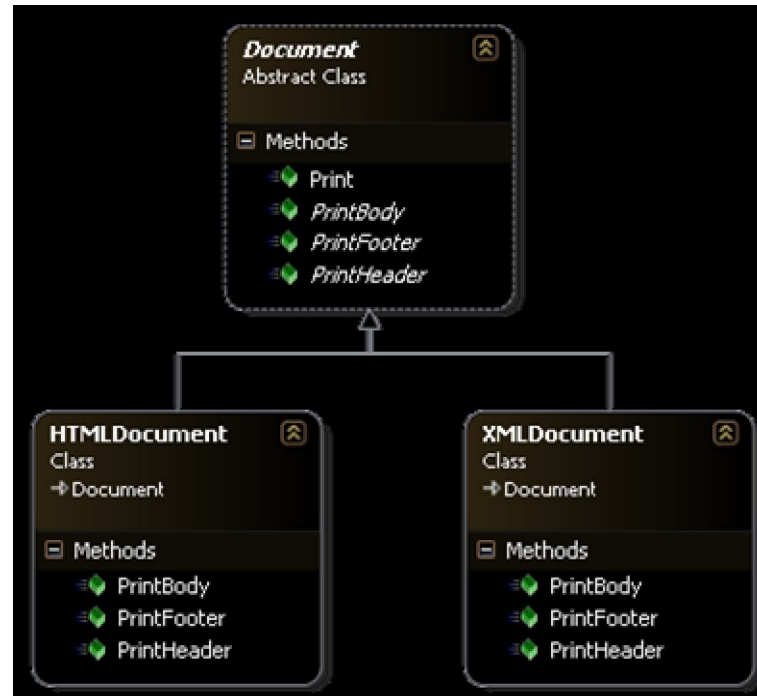 Document
Abstract Class
Methods
Print
PrintBody
PrintFooter
PrintHeader
HTMLDocument
Class
Document
Methods
PrintBody
PrintFooter
PrintHeader
XMLDocument
Class
Document
Methods
PrintBody
PrintFooter
PrintHeader